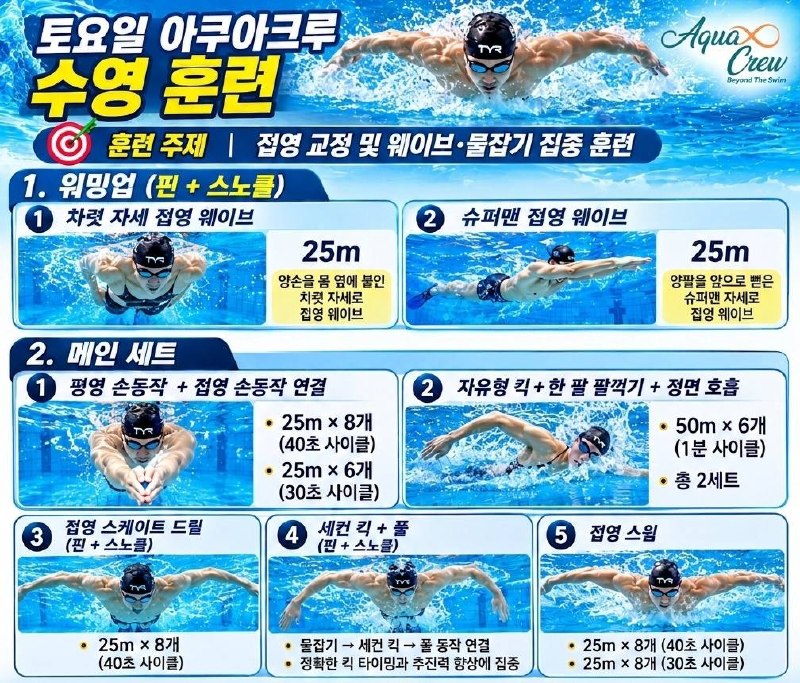 토요일 아쿠아크루
수영 훈련
Aqua
Crew
Beyond The Swim
훈련 주제 | 접영 교정 및 웨이브·물잡기 집중 훈련
1. 워밍업 (핀 + 스노클)
1 차렷 자세 접영 웨이브
TYR
25m
양손을 몸 옆에 붙인
차렷 자세로
접영 웨이브
2 슈퍼맨 접영 웨이브
25m
양팔을 앞으로 뻗은
슈퍼맨 자세로
접영 웨이브
2. 메인 세트
1 평영 손동작 + 접영 손동작 연결
TYR
• 25m × 8개
(40초 사이클)
• 25m × 6개
(30초 사이클)
2 자유형 킥 + 한 팔 팔꺽기 + 정면 호흡
• 50m × 6개
(1분 사이클)
• 총 2세트
3 접영 스케이트 드릴
(핀 + 스노클)
TYR
• 25m × 8개
(40초 사이클)
4 세컨 킥 + 풀
(핀 + 스노클)
TYR
• 물잡기 → 세컨 킥 → 폴 동작 연결
• 정확한 킥 타이밍과 추진력 향상에 집중
5 접영 스윔
TYR
• 25m × 8개 (40초 사이클)
• 25m × 8개 (30초 사이클)